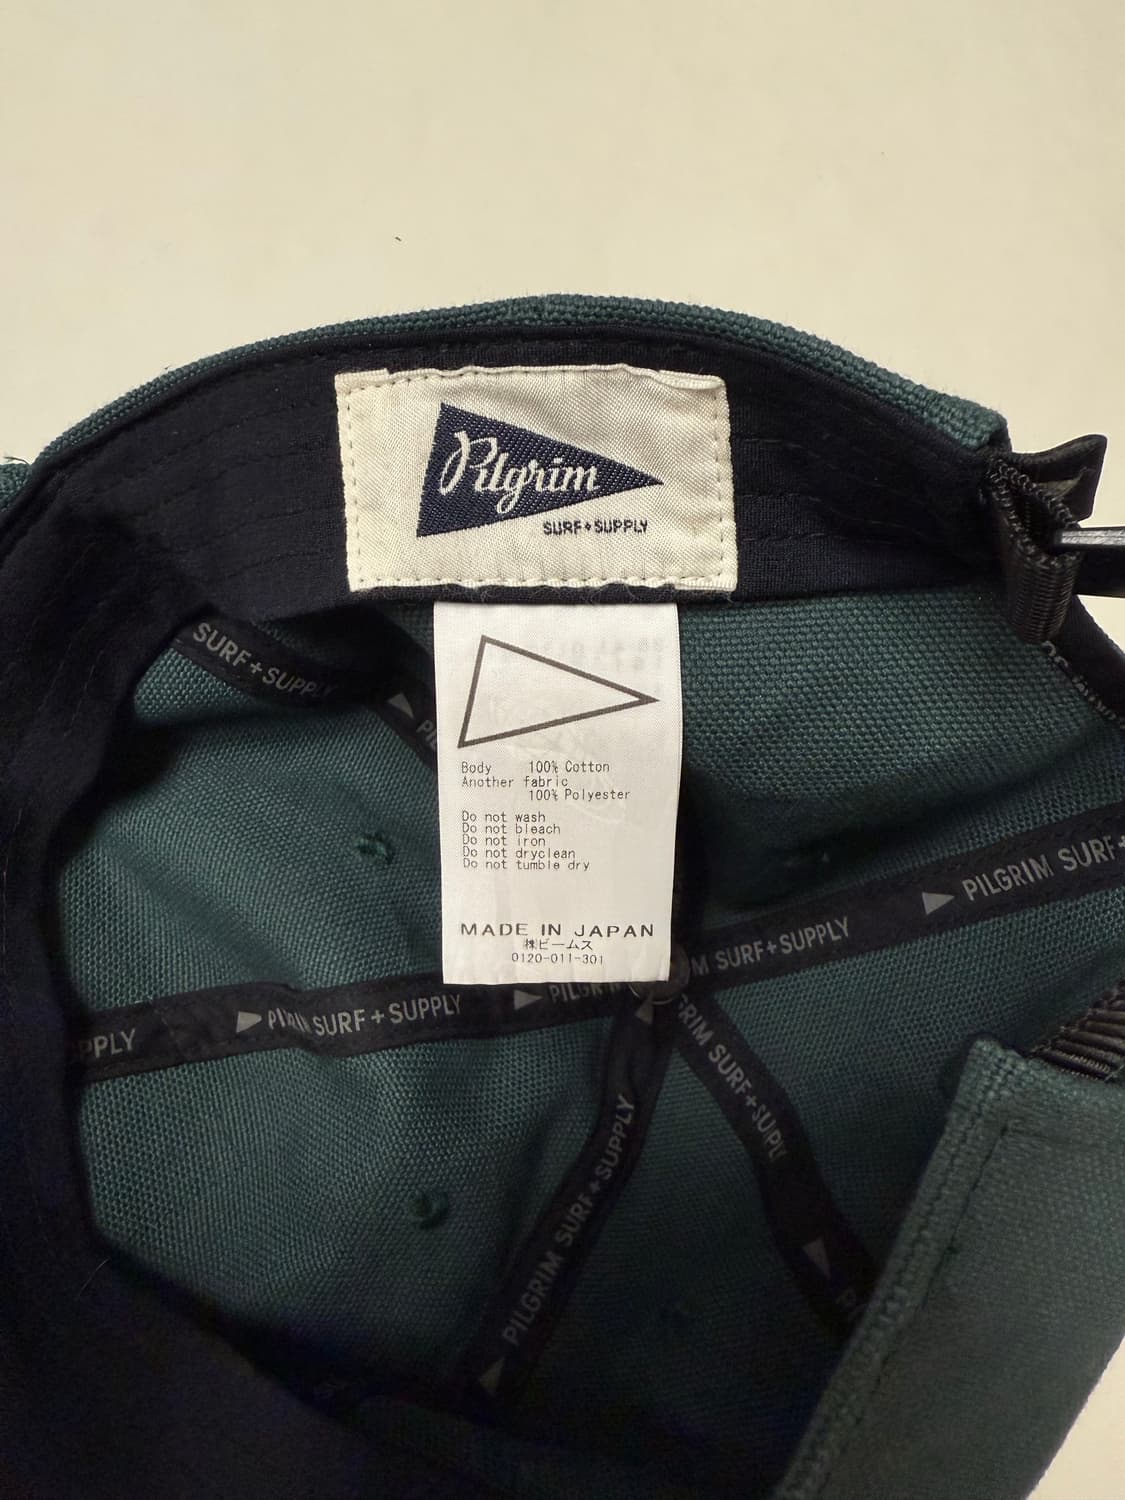 Pilgrim
SURF+SUPPLY
SURF+SUPPLY
Body 100% Cotton
Another fabric
100% Polyester
Do not wash
Do not bleach
Do not iron
Do not dryclean
Do not tumble dry
MADE IN JAPAN
㈱ビームス
0120-011-301
PILGRIM SURF+
SURF+SUPPLY
PILGRIM SURF+SUPPLY
SURF+SUPPLY
PILGRIM SURF+SUPPLY